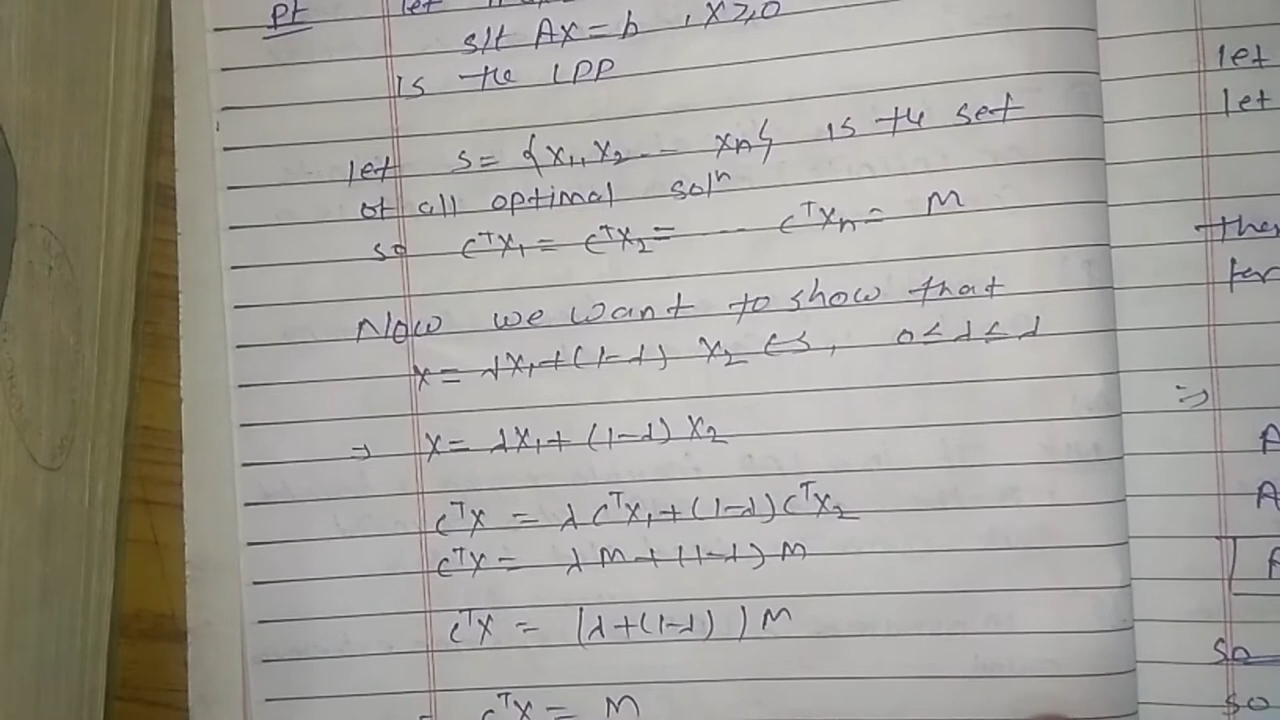 Pf let
s/t AX = b , X ≥ 0
is the LPP
let S = {X1, X2 --- Xn} is the set
of all optimal solⁿ
so CᵀX1 = CᵀX2 = --- CᵀXn = M
Now we want to show that
X = λX1 + (1-λ) X2 ∈ S, 0 ≤ λ ≤ 1
⇒ X = λX1 + (1-λ) X2
CᵀX = λ CᵀX1 + (1-λ) CᵀX2
CᵀX = λ M + (1-λ) M
CᵀX = (λ + (1-λ)) M
CᵀX = M
let
let
⇒
A
A
so
so